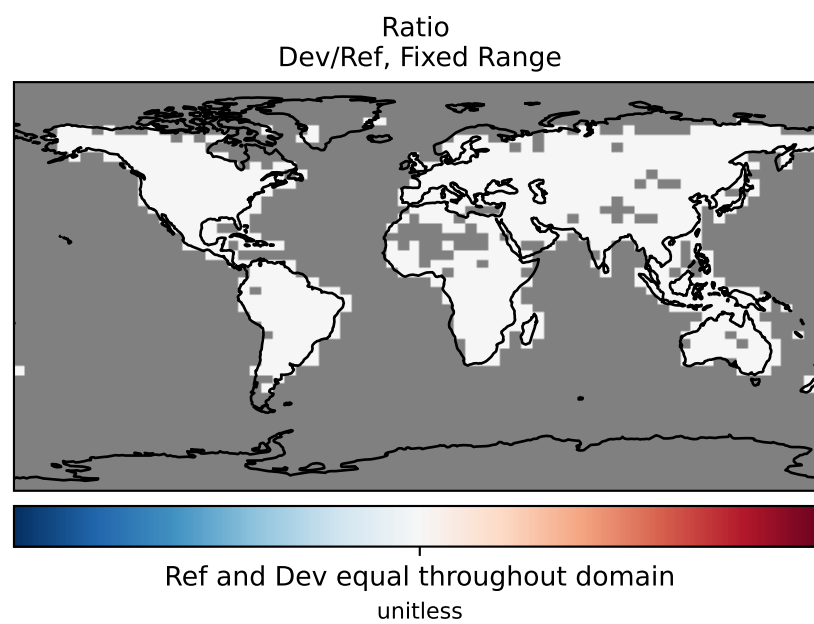 Ratio
Dev/Ref, Fixed Range
Ref and Dev equal throughout domain
unitless